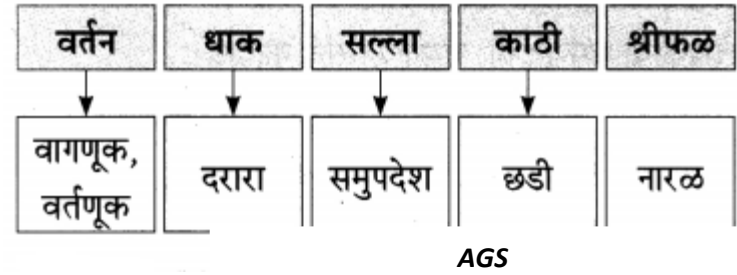 वर्तन धाक सल्ला काठी श्रीफळ
वागणूक,
वर्तणूक
दरारा समुपदेश छडी नारळ
AGS